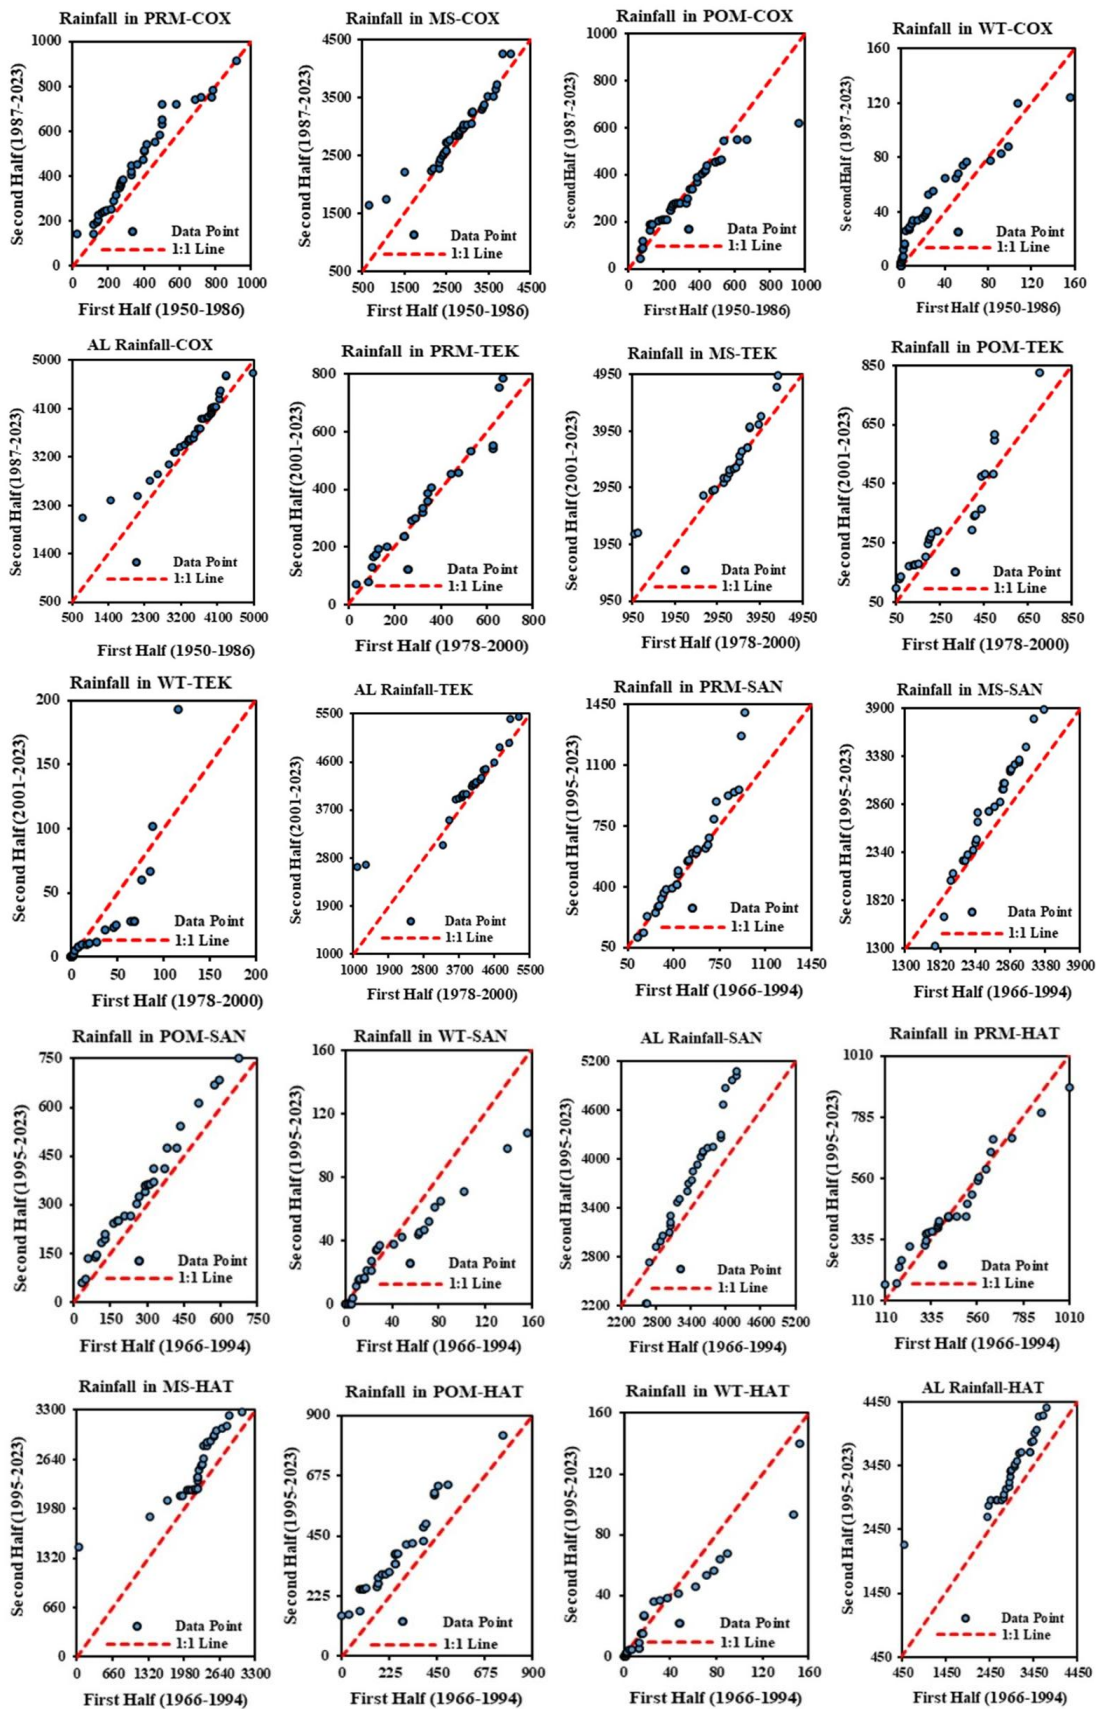 Rainfall in PRM-COX
Second Half (1987-2023)
1000
800
600
400
200
0
Data Point
1:1 Line
0 200 400 600 800 1000
First Half (1950-1986)
Rainfall in MS-COX
Second Half (1987-2023)
4500
3500
2500
1500
500
Data Point
1:1 Line
500 1500 2500 3500 4500
First Half (1950-1986)
Rainfall in POM-COX
SecondHalf (1987-2023)
1000
800
600
400
200
0
Data Point
1:1 Line
0 200 400 600 800 1000
First Half (1950-1986)
Rainfall in WT-COX
Second Half (1987-2023)
160
120
80
40
0
Data Point
1:1 Line
0 40 80 120 160
First Half (1950-1986)
AL Rainfall-COX
Second Half (1987-2023)
5000
4100
3200
2300
1400
500
Data Point
1:1 Line
500 1400 2300 3200 4100 5000
First Half (1950-1986)
Rainfall in PRM-TEK
Second Half (2001-2023)
800
600
400
200
0
Data Point
1:1 Line
0 200 400 600 800
First Half (1978-2000)
Rainfall in MS-TEK
Second Half (2001-2023)
4950
3950
2950
1950
950
Data Point
1:1 Line
950 1950 2950 3950 4950
First Half (1978-2000)
Rainfall in POM-TEK
Second Half (2001-2023)
850
650
450
250
50
Data Point
1:1 Line
50 250 450 650 850
First Half (1978-2000)
Rainfall in WT-TEK
Second Half (2001-2023)
200
150
100
50
0
Data Point
1:1 Line
0 50 100 150 200
First Half (1978-2000)
AL Rainfall-TEK
Second Half (2001-2023)
5500
4600
3700
2800
1900
1000
Data Point
1:1 Line
1000 1900 2800 3700 4600 5500
First Half (1978-2000)
Rainfall in PRM-SAN
Second Half (1995-2023)
1450
1100
750
400
50
Data Point
1:1 Line
50 400 750 1100 1450
First Half (1966-1994)
Rainfall in MS-SAN
Second Half (1995-2023)
3900
3380
2860
2340
1820
1300
Data Point
1:1 Line
1300 1820 2340 2860 3380 3900
First Half (1966-1994)
Rainfall in POM-SAN
Second Half (1995-2023)
750
600
450
300
150
0
Data Point
1:1 Line
0 150 300 450 600 750
First Half (1966-1994)
Rainfall in WT-SAN
Second Half (1995-2023)
160
120
80
40
0
Data Point
1:1 Line
0 40 80 120 160
First Half (1966-1994)
AL Rainfall-SAN
Second Half (1995-2023)
5200
4600
4000
3400
2800
2200
Data Point
1:1 Line
2200 2800 3400 4000 4600 5200
First Half (1966-1994)
Rainfall in PRM-HAT
Second Half (1995-2023)
1010
785
560
335
110
Data Point
1:1 Line
110 335 560 785 1010
First Half (1966-1994)
Rainfall in MS-HAT
Second Half (1995-2023)
3300
2640
1980
1320
660
0
Data Point
1:1 Line
0 660 1320 1980 2640 3300
First Half (1966-1994)
Rainfall in POM-HAT
Second Half (1995-2023)
900
675
450
225
0
Data Point
1:1 Line
0 225 450 675 900
First Half (1966-1994)
Rainfall in WT-HAT
Second Half (1995-2023)
160
120
80
40
0
Data Point
1:1 Line
0 40 80 120 160
First Half (1966-1994)
AL Rainfall-HAT
Second Half (1995-2023)
4450
3450
2450
1450
450
Data Point
1:1 Line
450 1450 2450 3450 4450
First Half (1966-1994)